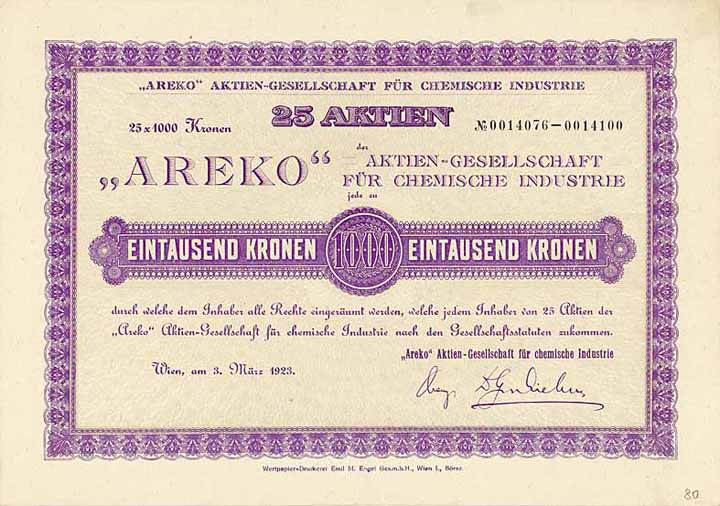 „AREKO“ AKTIEN-GESELLSCHAFT FÜR CHEMISCHE INDUSTRIE
25 x 1000 Kronen 25 AKTIEN № 0014076—0014100
der
„AREKO“ AKTIEN-GESELLSCHAFT
FÜR CHEMISCHE INDUSTRIE
jede zu
EINTAUSEND KRONEN 1000 EINTAUSEND KRONEN
durch welche dem Inhaber alle Rechte eingeräumt werden, welche jedem Inhaber von 25 Aktien der
„Areko“ Aktien-Gesellschaft für chemische Industrie nach den Gesellschaftsstatuten zukommen.
„Areko“ Aktien-Gesellschaft für chemische Industrie
Wien, am 3. März 1923.
Wertpapier-Druckerei Emil M. Engel Ges.m.b.H., Wien I., Börse
80